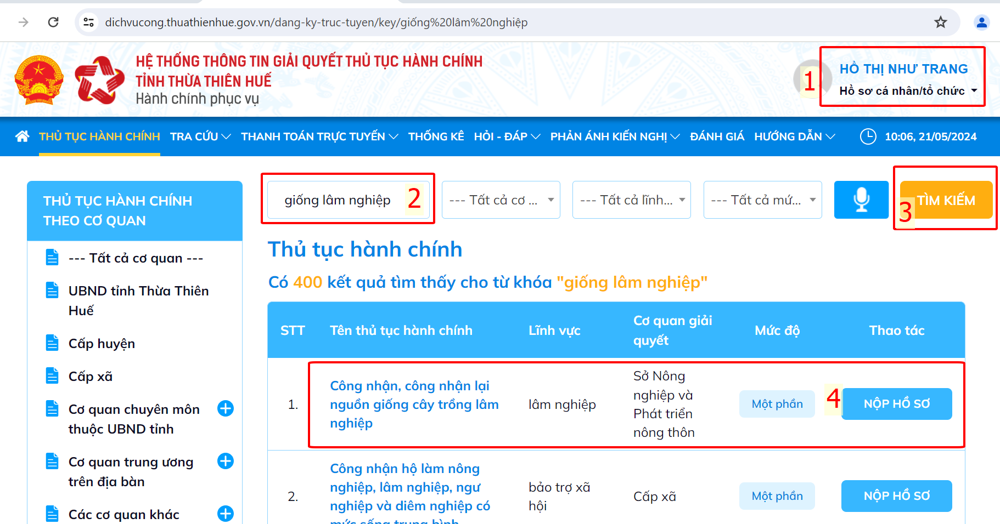 dichvucong.thuathienhue.gov.vn/dang-ky-truc-tuyen/key/giống%20lâm%20nghiệp
HỆ THỐNG THÔNG TIN GIẢI QUYẾT THỦ TỤC HÀNH CHÍNH
TỈNH THỪA THIÊN HUẾ
Hành chính phục vụ
1
HỒ THỊ NHƯ TRANG
Hồ sơ cá nhân/tổ chức
THỦ TỤC HÀNH CHÍNH TRA CỨU THANH TOÁN TRỰC TUYẾN THỐNG KÊ HỎI - ĐÁP PHẢN ÁNH KIẾN NGHỊ ĐÁNH GIÁ HƯỚNG DẪN 10:06, 21/05/2024
THỦ TỤC HÀNH CHÍNH
THEO CƠ QUAN
--- Tất cả cơ quan ---
UBND tỉnh Thừa Thiên
Huế
Cấp huyện
Cấp xã
Cơ quan chuyên môn
thuộc UBND tỉnh
Cơ quan trung ương
trên địa bàn
Các cơ quan khác
giống lâm nghiệp 2 --- Tất cả cơ ... --- Tất cả lĩnh... --- Tất cả mứ... 3 TÌM KIẾM
Thủ tục hành chính
Có 400 kết quả tìm thấy cho từ khóa "giống lâm nghiệp"
STT Tên thủ tục hành chính Lĩnh vực Cơ quan giải
quyết Mức độ Thao tác
1.
Công nhận, công nhận lại
nguồn giống cây trồng lâm
nghiệp
lâm nghiệp
Sở Nông
nghiệp và
Phát triển
nông thôn
Một phần
4 NỘP HỒ SƠ
2.
Công nhận hộ làm nông
nghiệp, lâm nghiệp, ngư
nghiệp và diêm nghiệp có
mức sống trung bình
bảo trợ xã
hội
Cấp xã
Một phần
NỘP HỒ SƠ